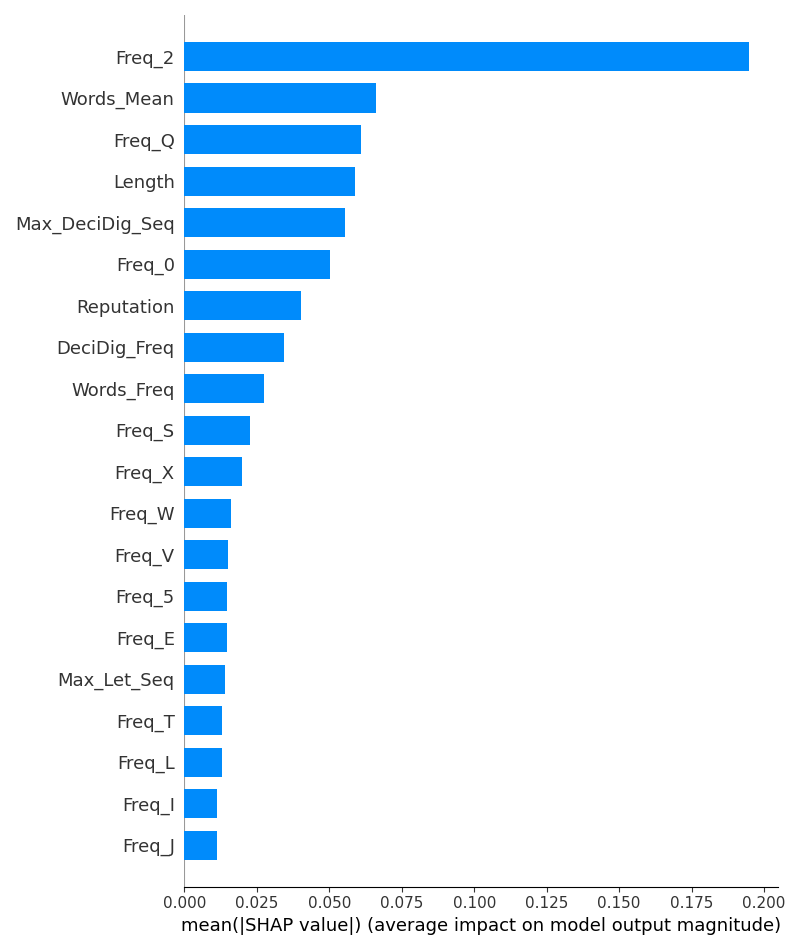 Freq_2
Words_Mean
Freq_Q
Length
Max_DeciDig_Seq
Freq_0
Reputation
DeciDig_Freq
Words_Freq
Freq_S
Freq_X
Freq_W
Freq_V
Freq_5
Freq_E
Max_Let_Seq
Freq_T
Freq_L
Freq_I
Freq_J
0.000 0.025 0.050 0.075 0.100 0.125 0.150 0.175 0.200
mean(|SHAP value|) (average impact on model output magnitude)